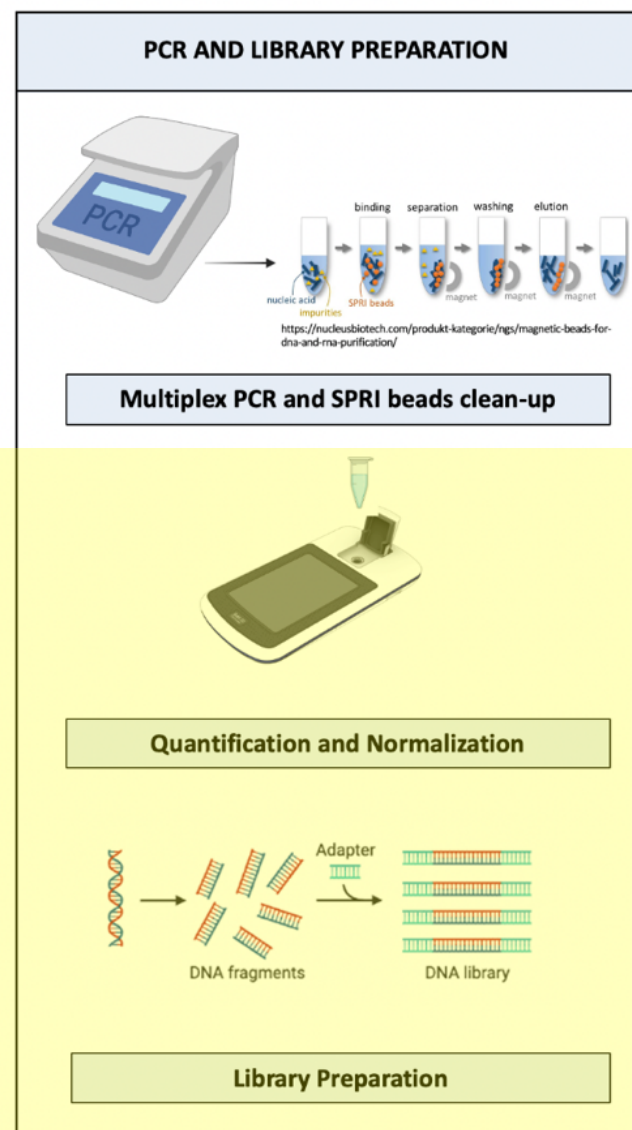 PCR AND LIBRARY PREPARATION
PCR
binding separation washing elution
nucleic acid
impurities
SPRI beads
magnet
magnet
magnet
https://nucleusbiotech.com/produkt-kategorie/ngs/magnetic-beads-for-
dna-and-rna-purification/
Multiplex PCR and SPRI beads clean-up
Quantification and Normalization
Adapter
DNA fragments
DNA library
Library Preparation